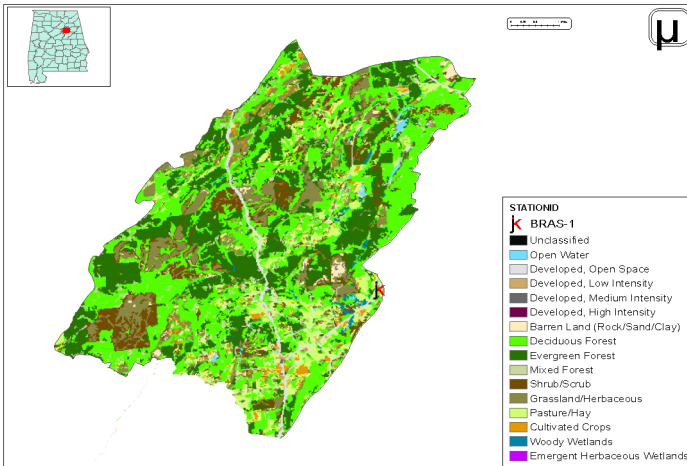 µ
STATIONID
BRAS-1
Unclassified
Open Water
Developed, Open Space
Developed, Low Intensity
Developed, Medium Intensity
Developed, High Intensity
Barren Land (Rock/Sand/Clay)
Deciduous Forest
Evergreen Forest
Mixed Forest
Shrub/Scrub
Grassland/Herbaceous
Pasture/Hay
Cultivated Crops
Woody Wetlands
Emergent Herbaceous Wetlands